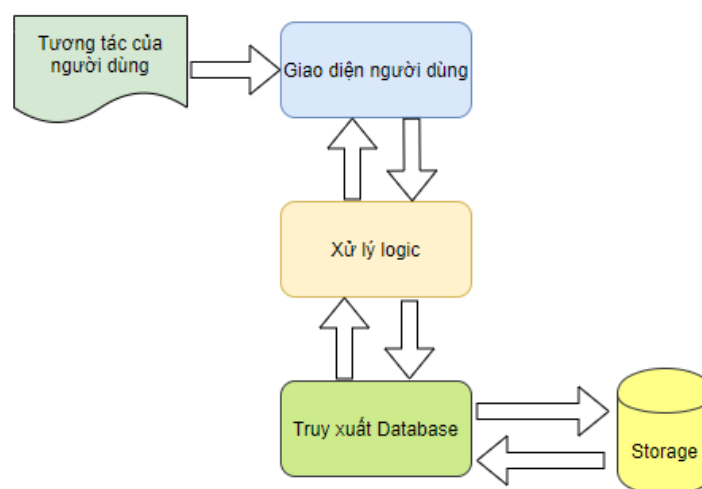 Tương tác của
người dùng
Giao diện người dùng
Xử lý logic
Truy xuất Database
Storage